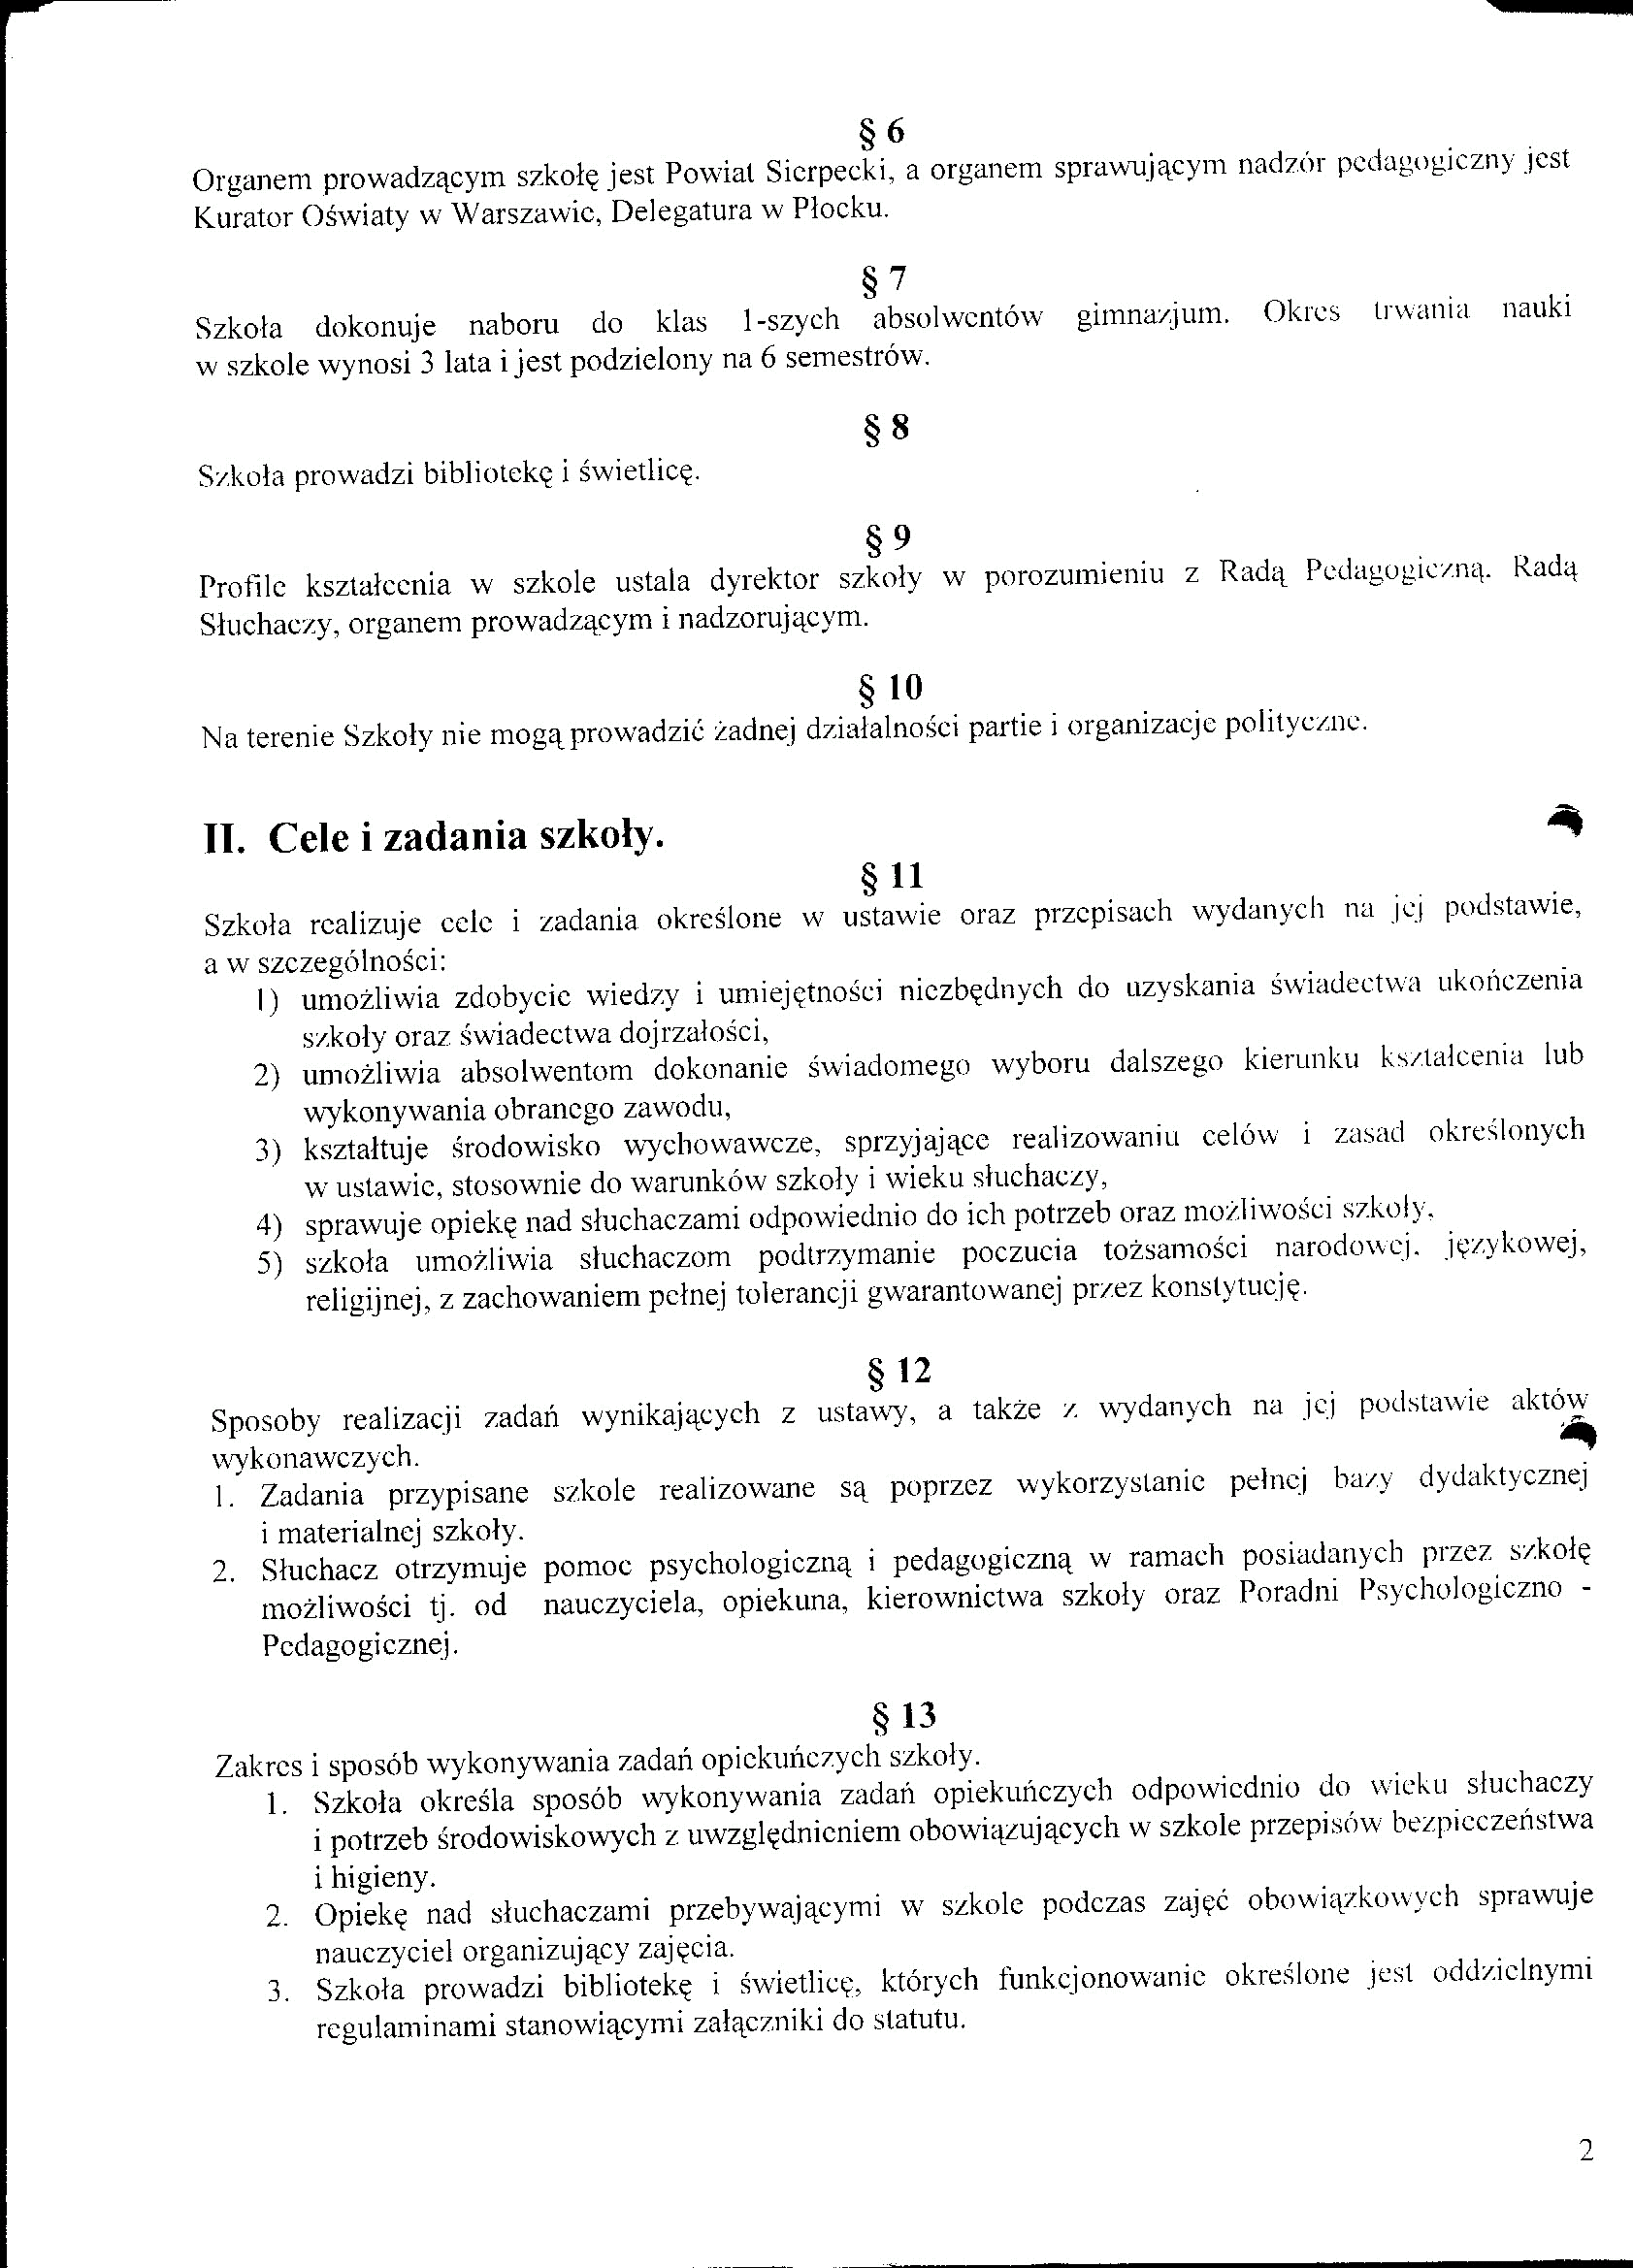 § 6
Organem prowadzącym szkołę jest Powiat Sierpecki, a organem sprawującym nadzór pedagogiczny jest
Kurator Oświaty w Warszawie, Delegatura w Płocku.
§ 7
Szkoła dokonuje naboru do klas 1-szych absolwentów gimnazjum. Okres trwania nauki
w szkole wynosi 3 lata i jest podzielony na 6 semestrów.
§ 8
Szkoła prowadzi bibliotekę i świetlicę.
§ 9
Profile kształcenia w szkole ustala dyrektor szkoły w porozumieniu z Radą Pedagogiczną. Radą
Słuchaczy, organem prowadzącym i nadzorującym.
§ 10
Na terenie Szkoły nie mogą prowadzić żadnej działalności partie i organizacje polityczne.
II. Cele i zadania szkoły.
§ 11
Szkoła realizuje cele i zadania określone w ustawie oraz przepisach wydanych na jej podstawie,
a w szczególności:
1) umożliwia zdobycie wiedzy i umiejętności niezbędnych do uzyskania świadectwa ukończenia
szkoły oraz świadectwa dojrzałości,
2) umożliwia absolwentom dokonanie świadomego wyboru dalszego kierunku kształcenia lub
wykonywania obranego zawodu,
3) kształtuje środowisko wychowawcze, sprzyjające realizowaniu celów i zasad określonych
w ustawie, stosownie do warunków szkoły i wieku słuchaczy,
4) sprawuje opiekę nad słuchaczami odpowiednio do ich potrzeb oraz możliwości szkoły,
5) szkoła umożliwia słuchaczom podtrzymanie poczucia tożsamości narodowej. językowej,
religijnej, z zachowaniem pełnej tolerancji gwarantowanej przez konstytucję.
§ 12
Sposoby realizacji zadań wynikających z ustawy, a także z wydanych na jej podstawie aktów
wykonawczych.
1. Zadania przypisane szkole realizowane są poprzez wykorzystanie pełnej bazy dydaktycznej
i materialnej szkoły.
2. Słuchacz otrzymuje pomoc psychologiczną i pedagogiczną w ramach posiadanych przez szkołę
możliwości tj. od nauczyciela, opiekuna, kierownictwa szkoły oraz Poradni Psychologiczno -
Pedagogicznej.
§ 13
Zakres i sposób wykonywania zadań opiekuńczych szkoły.
1. Szkoła określa sposób wykonywania zadań opiekuńczych odpowiednio do wieku słuchaczy
i potrzeb środowiskowych z uwzględnieniem obowiązujących w szkole przepisów bezpieczeństwa
i higieny.
2. Opiekę nad słuchaczami przebywającymi w szkole podczas zajęć obowiązkowych sprawuje
nauczyciel organizujący zajęcia.
3. Szkoła prowadzi bibliotekę i świetlicę, których funkcjonowanie określone jest oddzielnymi
regulaminami stanowiącymi załączniki do statutu.
2